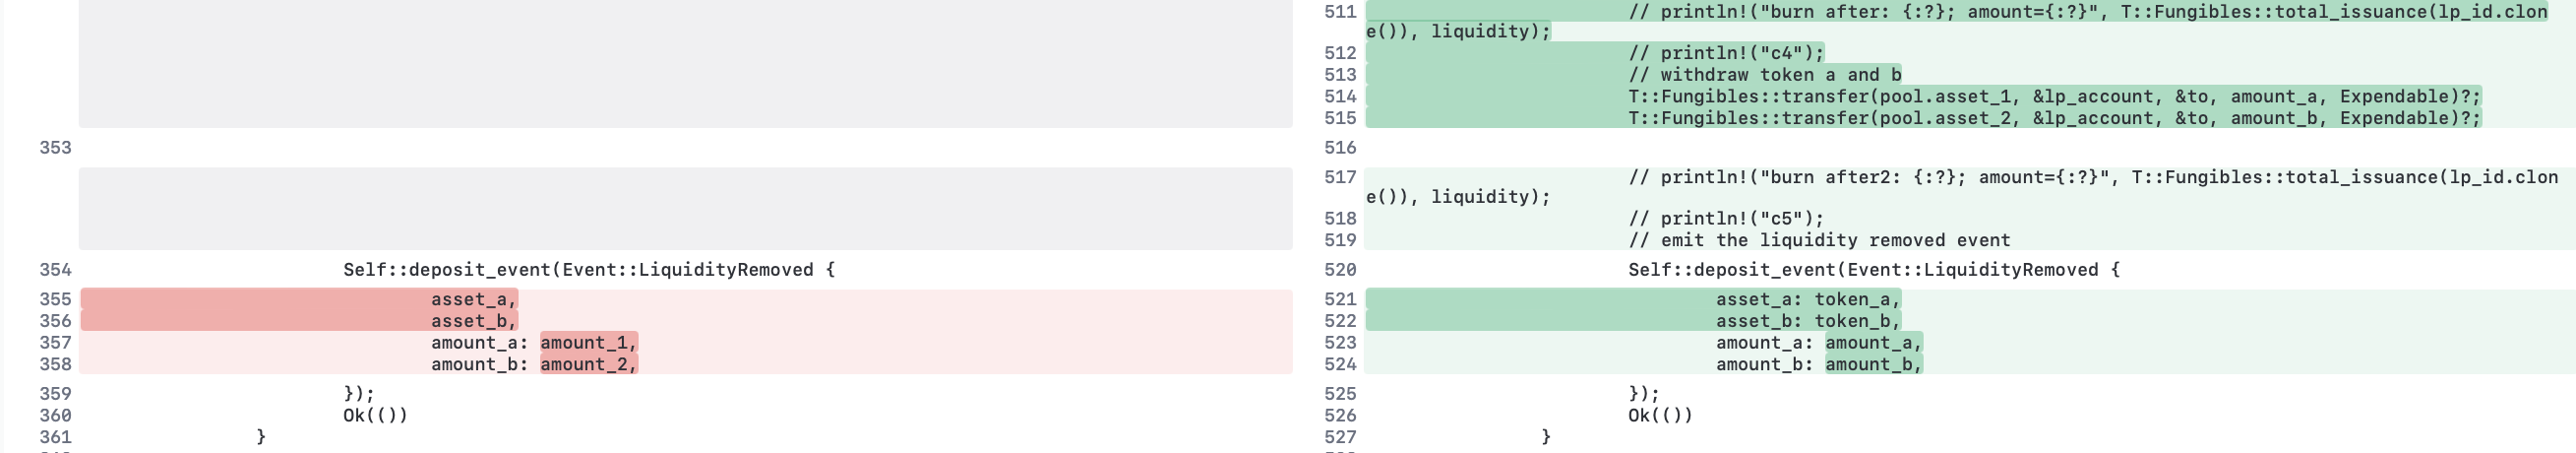 511 // println!("burn after: {:?}; amount={:?}", T::Fungibles::total_issuance(lp_id.clon
e()), liquidity);
512 // println!("c4");
513 // withdraw token a and b
514 T::Fungibles::transfer(pool.asset_1, &lp_account, &to, amount_a, Expendable)?;
515 T::Fungibles::transfer(pool.asset_2, &lp_account, &to, amount_b, Expendable)?;
353 516
517 // println!("burn after2: {:?}; amount={:?}", T::Fungibles::total_issuance(lp_id.clon
e()), liquidity);
518 // println!("c5");
519 // emit the liquidity removed event
354 Self::deposit_event(Event::LiquidityRemoved { 520 Self::deposit_event(Event::LiquidityRemoved {
355 asset_a, 521 asset_a: token_a,
356 asset_b, 522 asset_b: token_b,
357 amount_a: amount_1, 523 amount_a: amount_a,
358 amount_b: amount_2, 524 amount_b: amount_b,
359 }); 525 });
360 Ok(()) 526 Ok(())
361 } 527 }